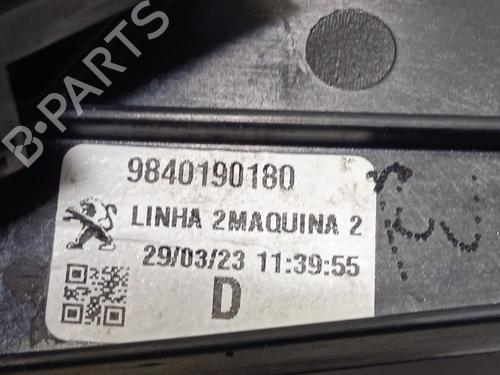 B-PARTS
9840190180
LINHA 2MAQUINA 2
29/03/23 11:39:55
D